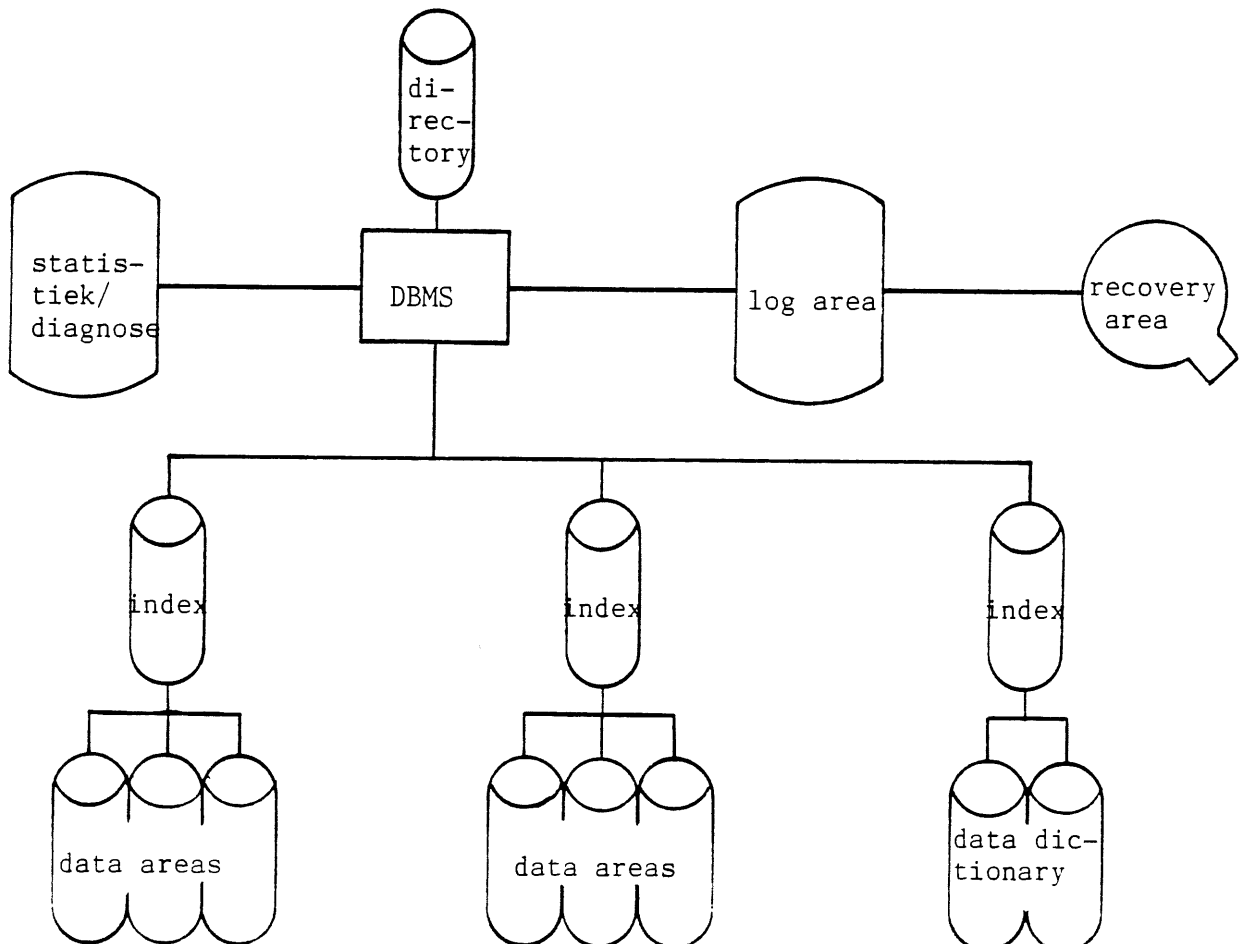 di-
rec-
tory
statis-
tiek/
diagnose
DBMS
log area
recovery
area
index
index
index
data areas
data areas
data dic-
tionary